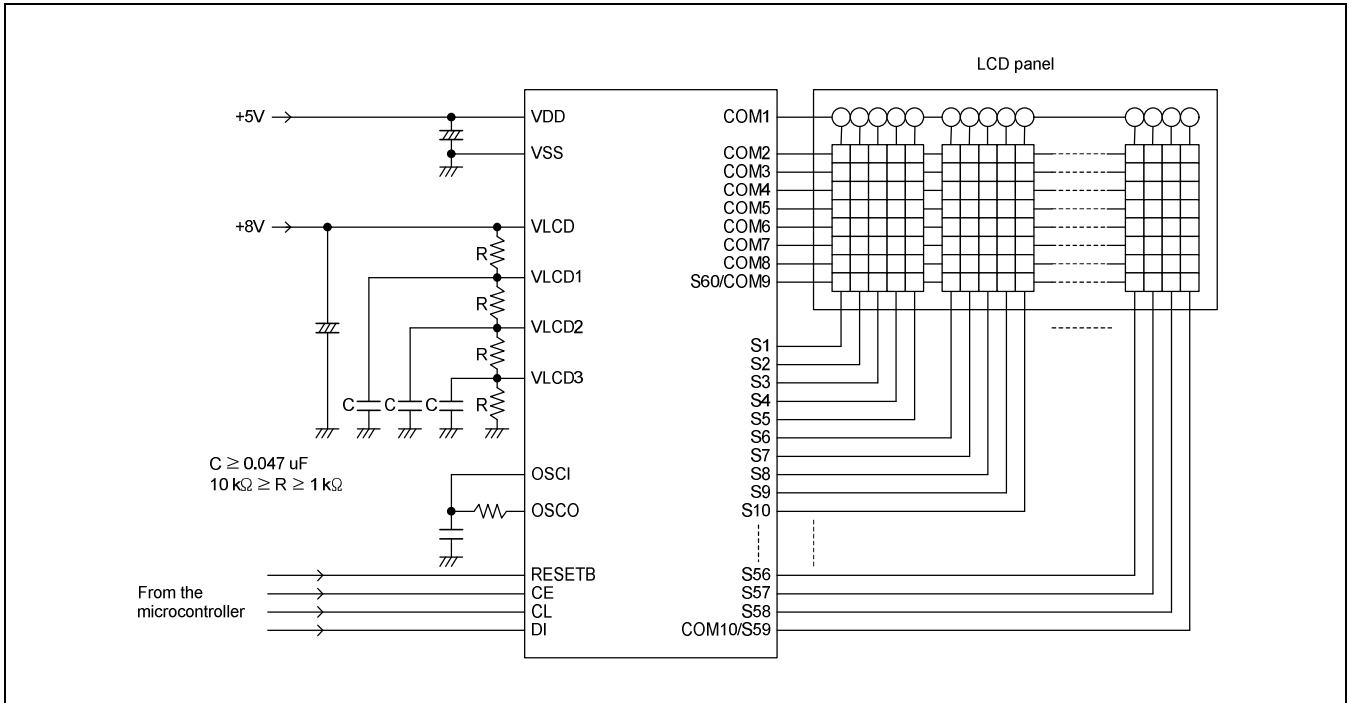 LCD panel
+5V
VDD
VSS
+8V
VLCD
R
VLCD1
R
VLCD2
R
VLCD3
R
C
C
C
C ≥ 0.047 uF
10 kΩ ≥ R ≥ 1 kΩ
OSCI
OSCO
From the
microcontroller
RESETB
CE
CL
DI
COM1
COM2
COM3
COM4
COM5
COM6
COM7
COM8
S60/COM9
S1
S2
S3
S4
S5
S6
S7
S8
S9
S10
S56
S57
S58
COM10/S59